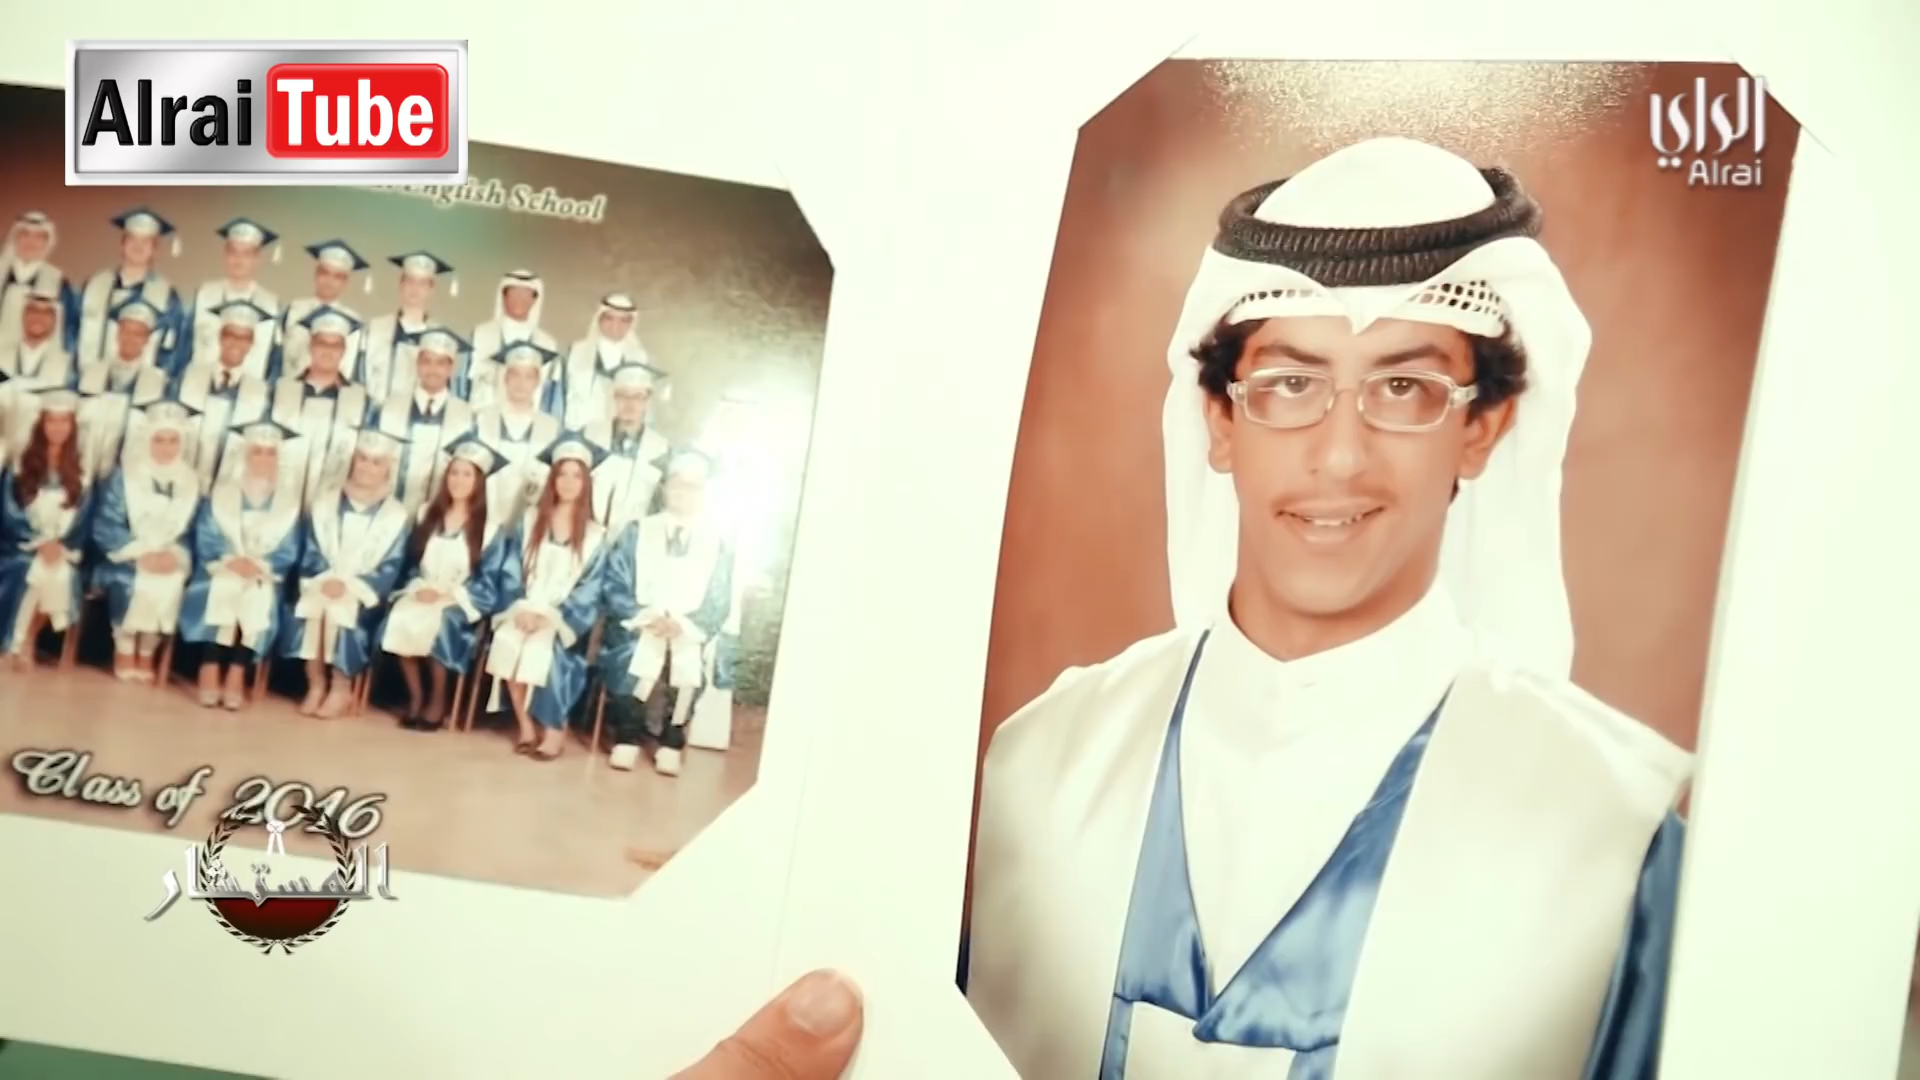 Alrai Tube
الراي
Alrai
English School
Class of 2016
المستشار